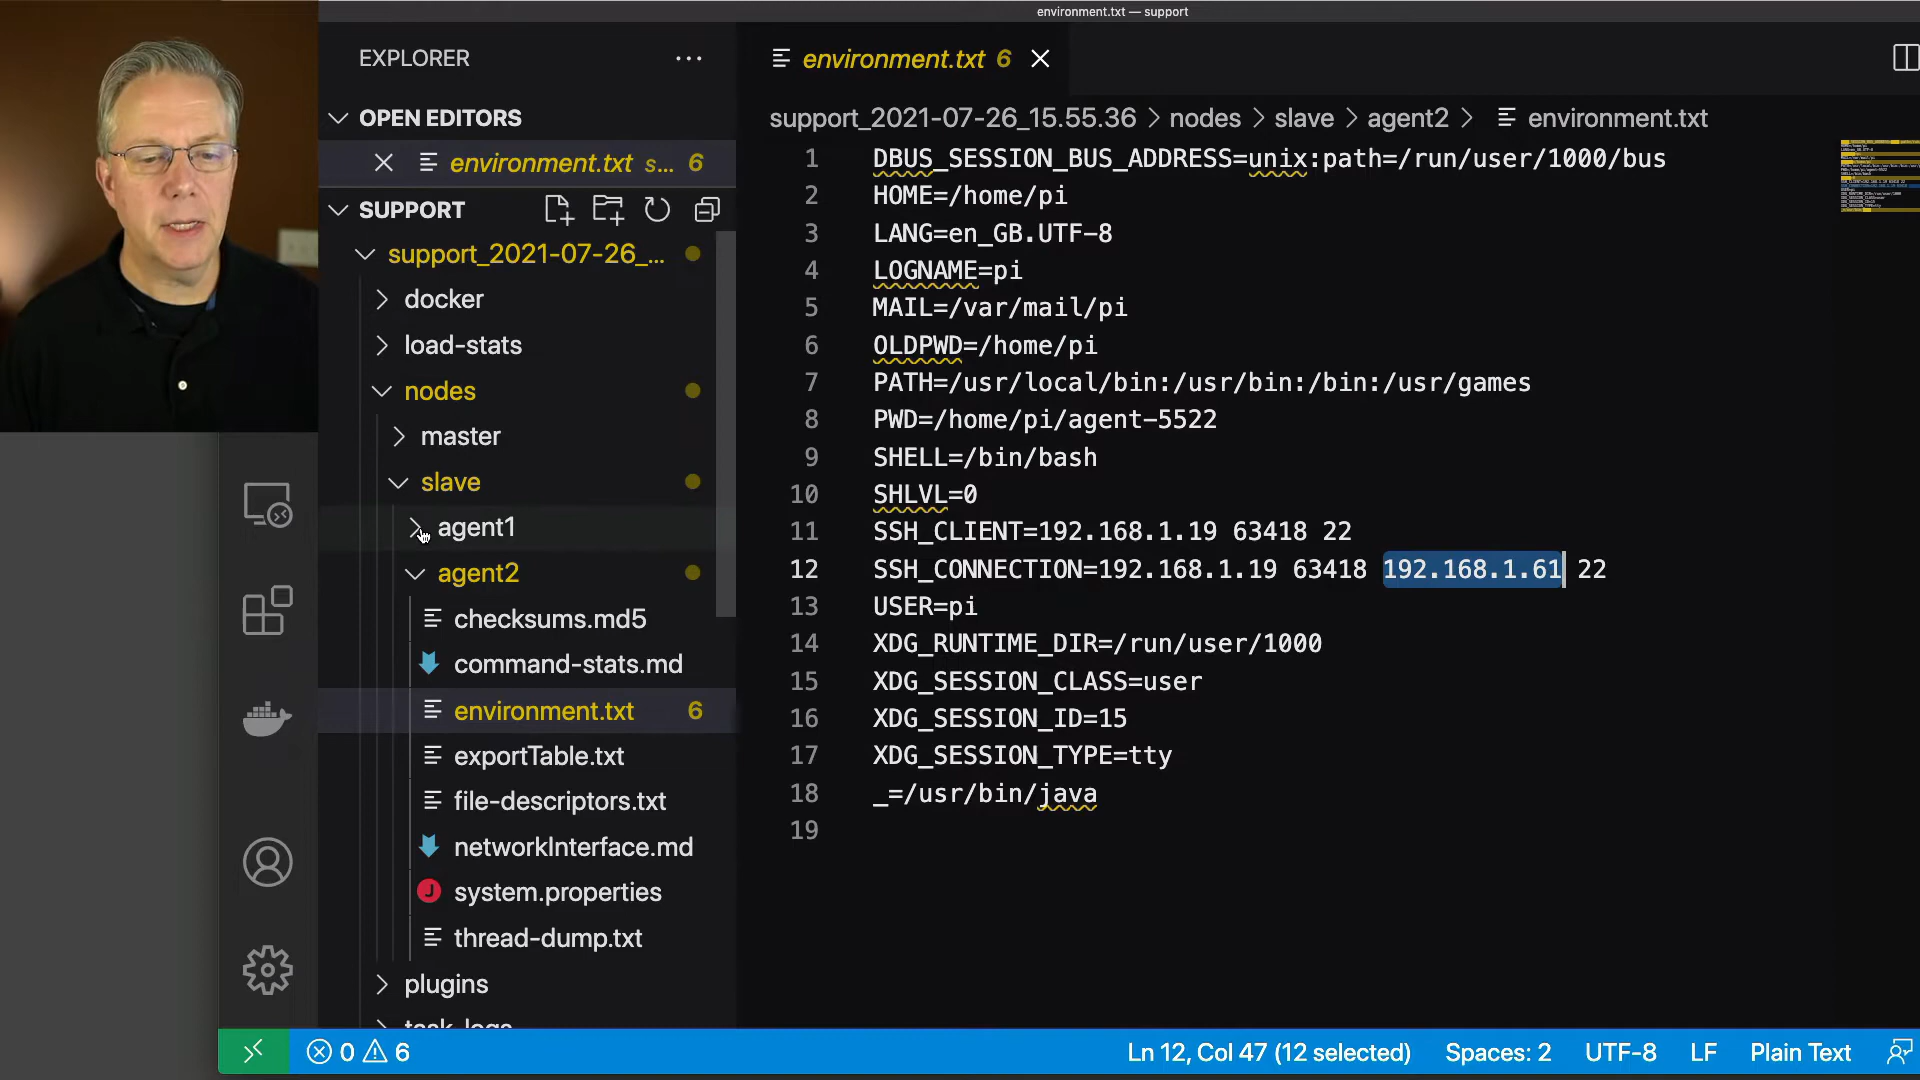 environment.txt — support
EXPLORER
OPEN EDITORS
environment.txt s... 6
SUPPORT
support_2021-07-26_...
docker
load-stats
nodes
master
slave
agent1
agent2
checksums.md5
command-stats.md
environment.txt 6
exportTable.txt
file-descriptors.txt
networkInterface.md
system.properties
thread-dump.txt
plugins
environment.txt 6
support_2021-07-26_15.55.36 > nodes > slave > agent2 > environment.txt
1 DBUS_SESSION_BUS_ADDRESS=unix:path=/run/user/1000/bus
2 HOME=/home/pi
3 LANG=en_GB.UTF-8
4 LOGNAME=pi
5 MAIL=/var/mail/pi
6 OLDPWD=/home/pi
7 PATH=/usr/local/bin:/usr/bin:/bin:/usr/games
8 PWD=/home/pi/agent-5522
9 SHELL=/bin/bash
10 SHLVL=0
11 SSH_CLIENT=192.168.1.19 63418 22
12 SSH_CONNECTION=192.168.1.19 63418 192.168.1.61 22
13 USER=pi
14 XDG_RUNTIME_DIR=/run/user/1000
15 XDG_SESSION_CLASS=user
16 XDG_SESSION_ID=15
17 XDG_SESSION_TYPE=tty
18 _=/usr/bin/java
19
0 6 Ln 12, Col 47 (12 selected) Spaces: 2 UTF-8 LF Plain Text